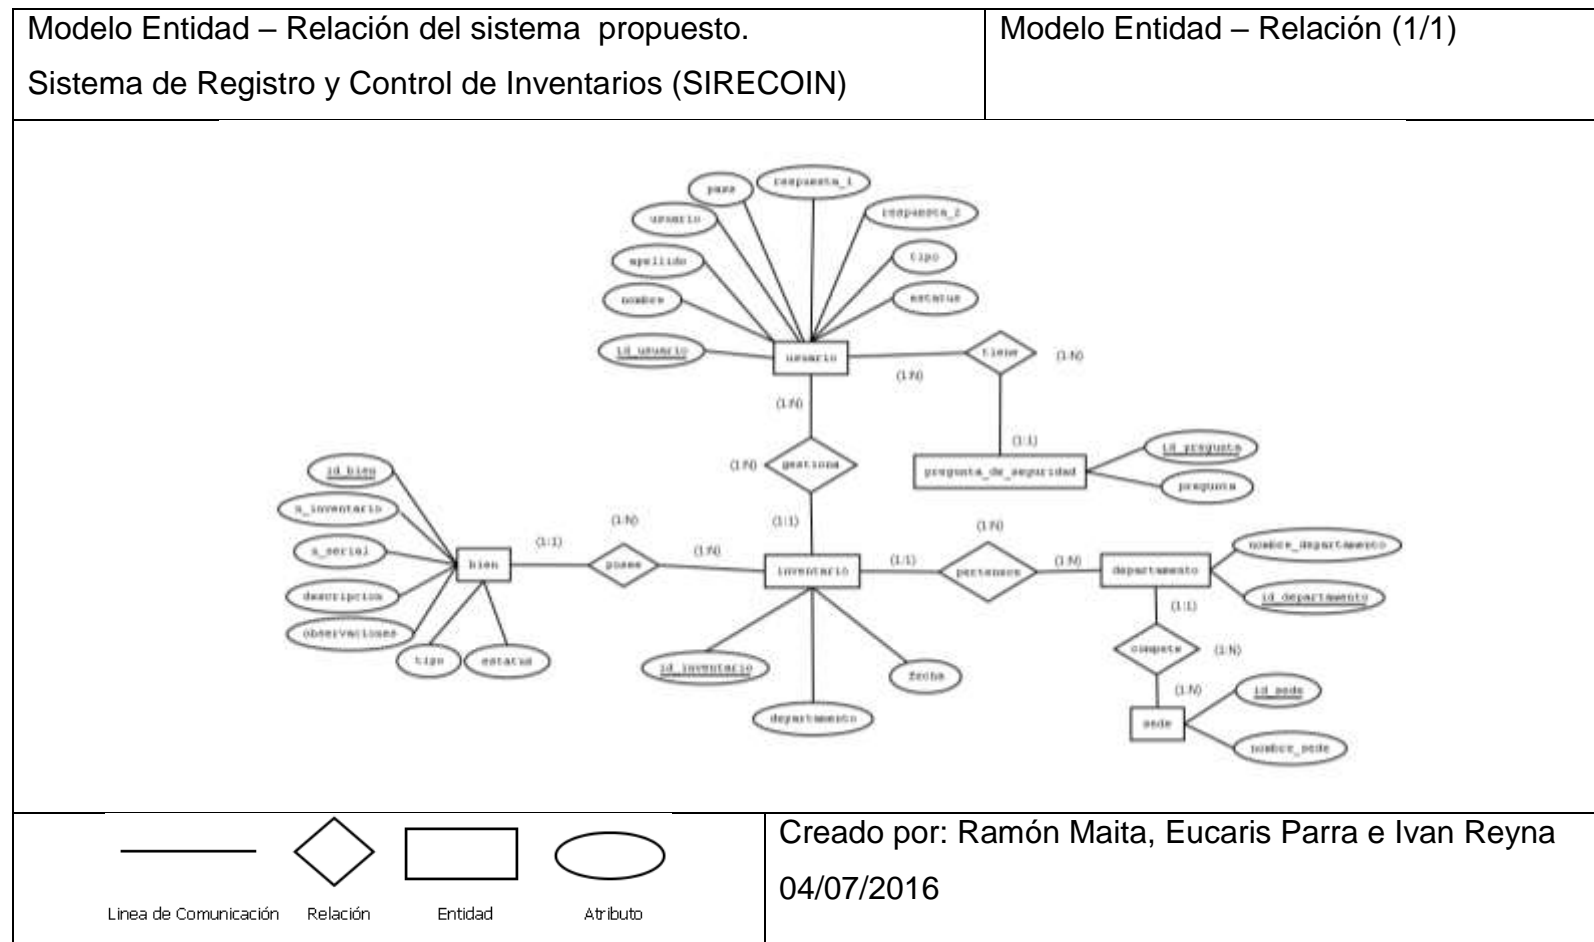 Modelo Entidad – Relación del sistema propuesto.
Sistema de Registro y Control de Inventarios (SIRECOIN)
Modelo Entidad – Relación (1/1)
respuesta_1
pass
respuesta_2
usuario
tipo
apellido
nombre
estatus
id_usuario
usuario
tiene
(1:N)
(1:N)
(1:N)
(1:1)
id_pregunta
gestiona
(1:N)
pregunta_de_seguridad
id_bien
pregunta
n_inventario
(1:N)
(1:1)
(1:N)
(1:1)
nombre_departamento
n_serial
(1:N)
(1:1)
(1:N)
bien
posee
inventario
pertenece
departamento
descripcion
id_departamento
(1:1)
observaciones
(1:N)
tipo
estatus
id_inventario
fecha
(1:N)
id_sede
departamento
sede
nombre_sede
Linea de Comunicación
Relación
Entidad
Atributo
Creado por: Ramón Maita, Eucaris Parra e Ivan Reyna
04/07/2016